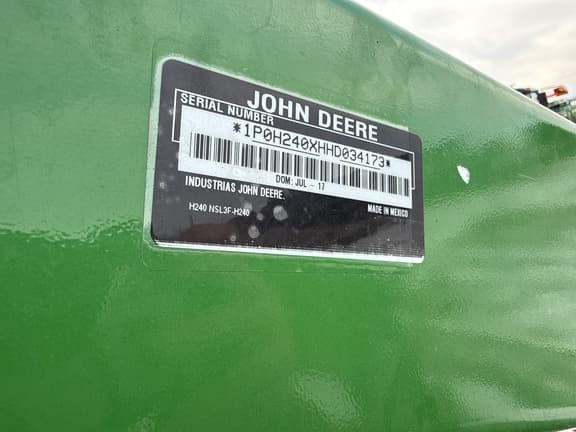 JOHN DEERE
SERIAL NUMBER
*1P0H240XHHD034173*
DOM: JUL - 17
INDUSTRIAS JOHN DEERE.
MADE IN MEXICO
H240 NSL3F-H240